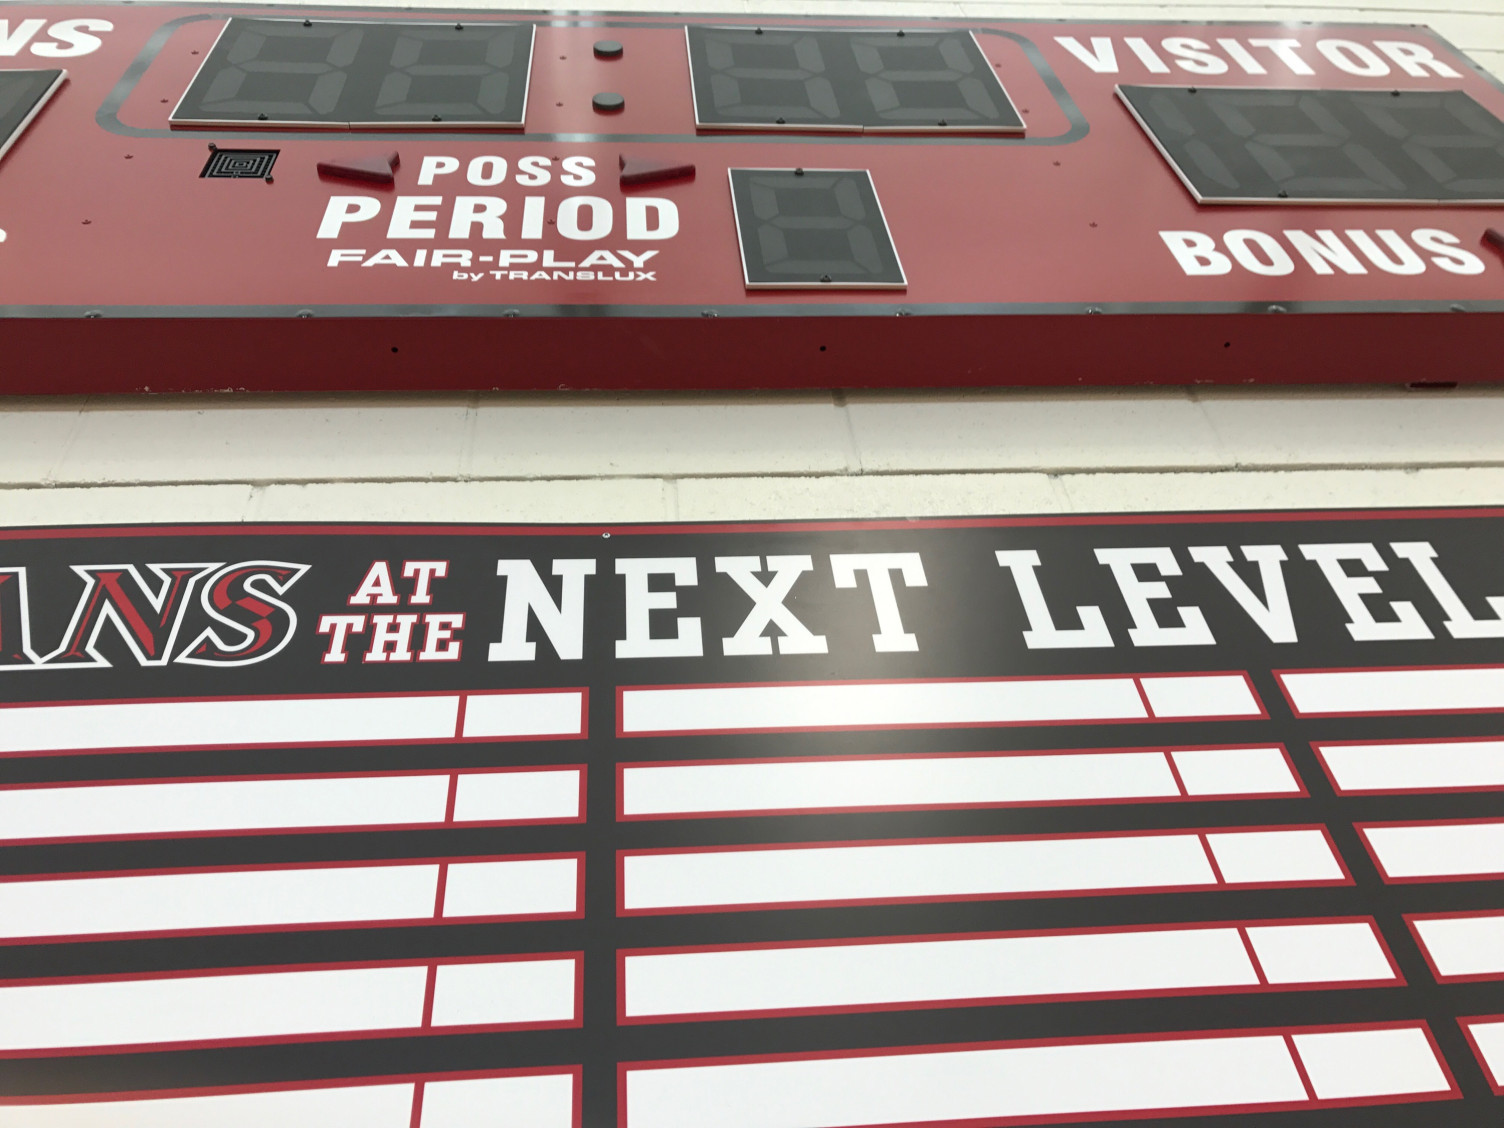 VISITOR
POSS
PERIOD
FAIR-PLAY
by TRANSLUX
BONUS
AT THE NEXT LEVEL